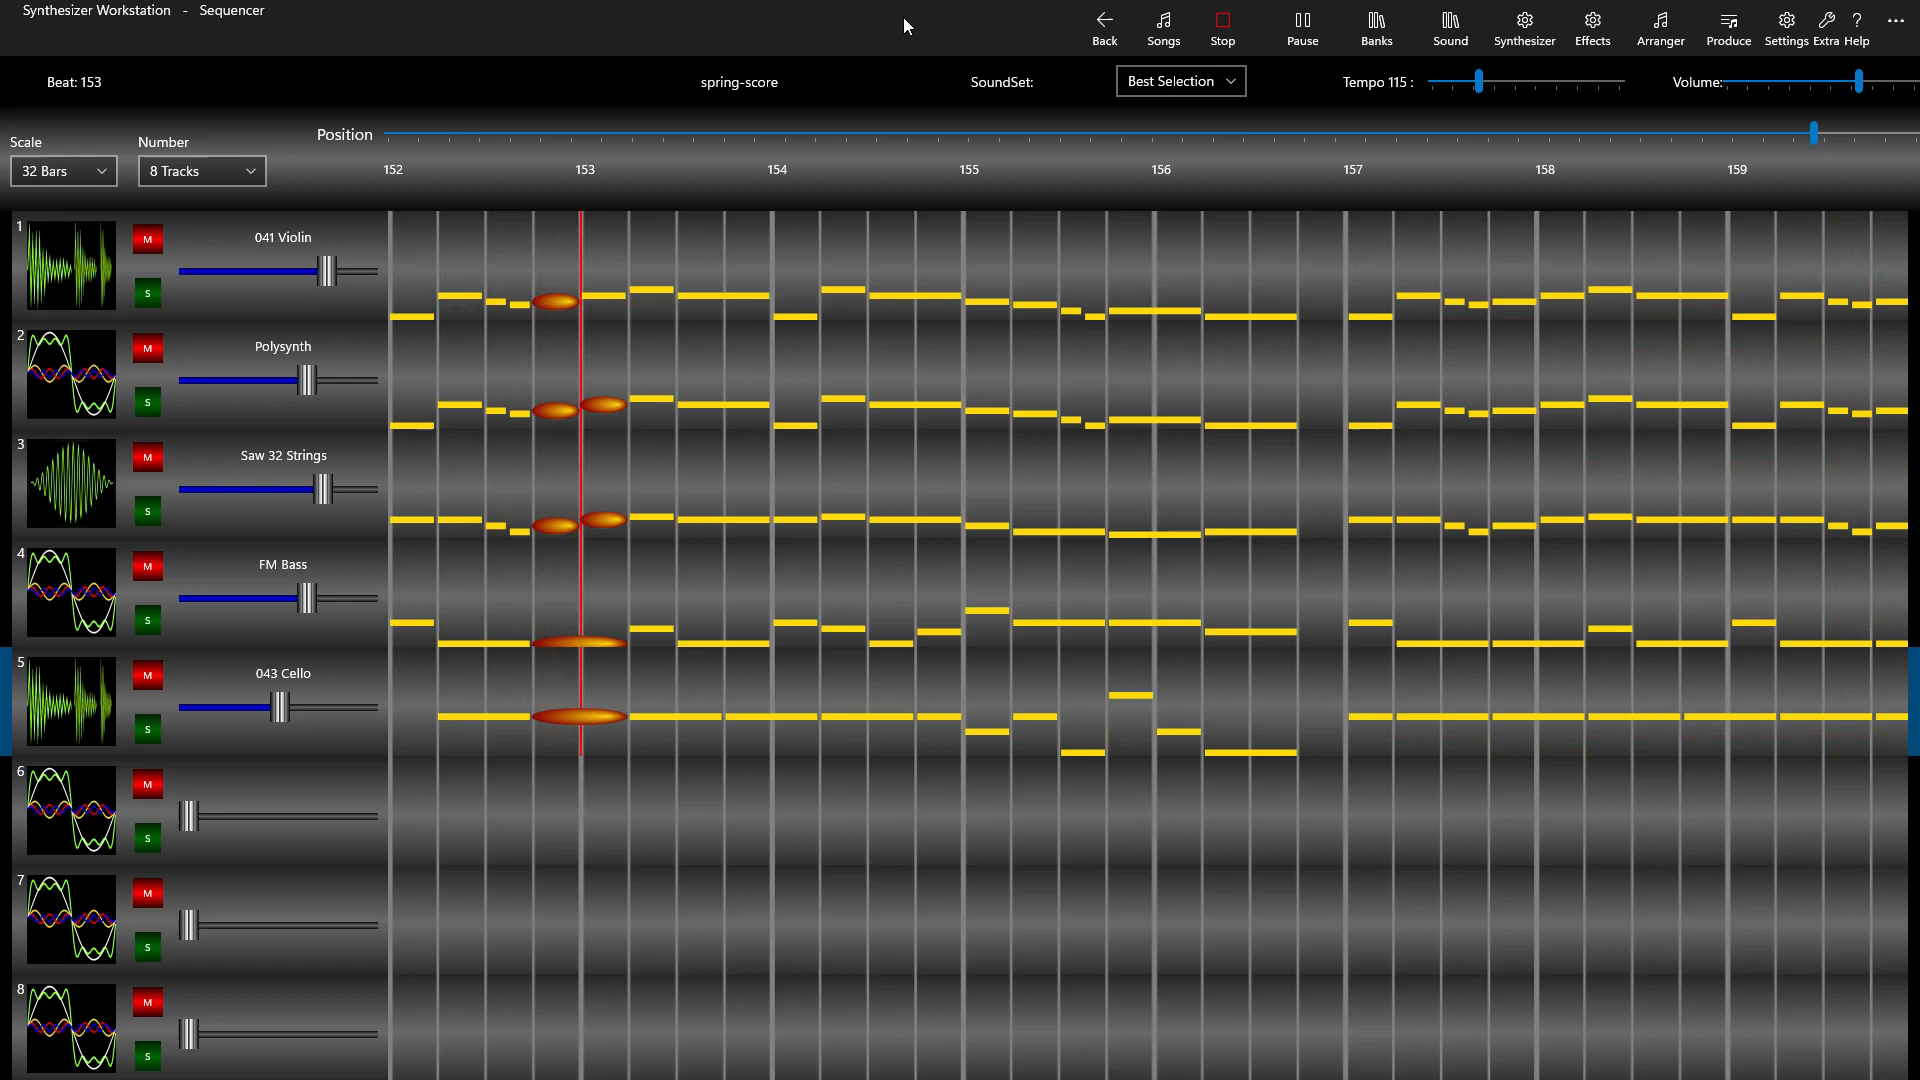 Synthesizer Workstation - Sequencer
Back Songs Stop Pause Banks Sound Synthesizer Effects Arranger Produce Settings Extra Help
Beat: 153 spring-score SoundSet: Best Selection Tempo 115 : Volume:
Scale Number Position
32 Bars 8 Tracks
152 153 154 155 156 157 158 159
1 M 041 Violin
S
2 M Polysynth
S
3 M Saw 32 Strings
S
4 M FM Bass
S
5 M 043 Cello
S
6 M
S
7 M
S
8 M
S